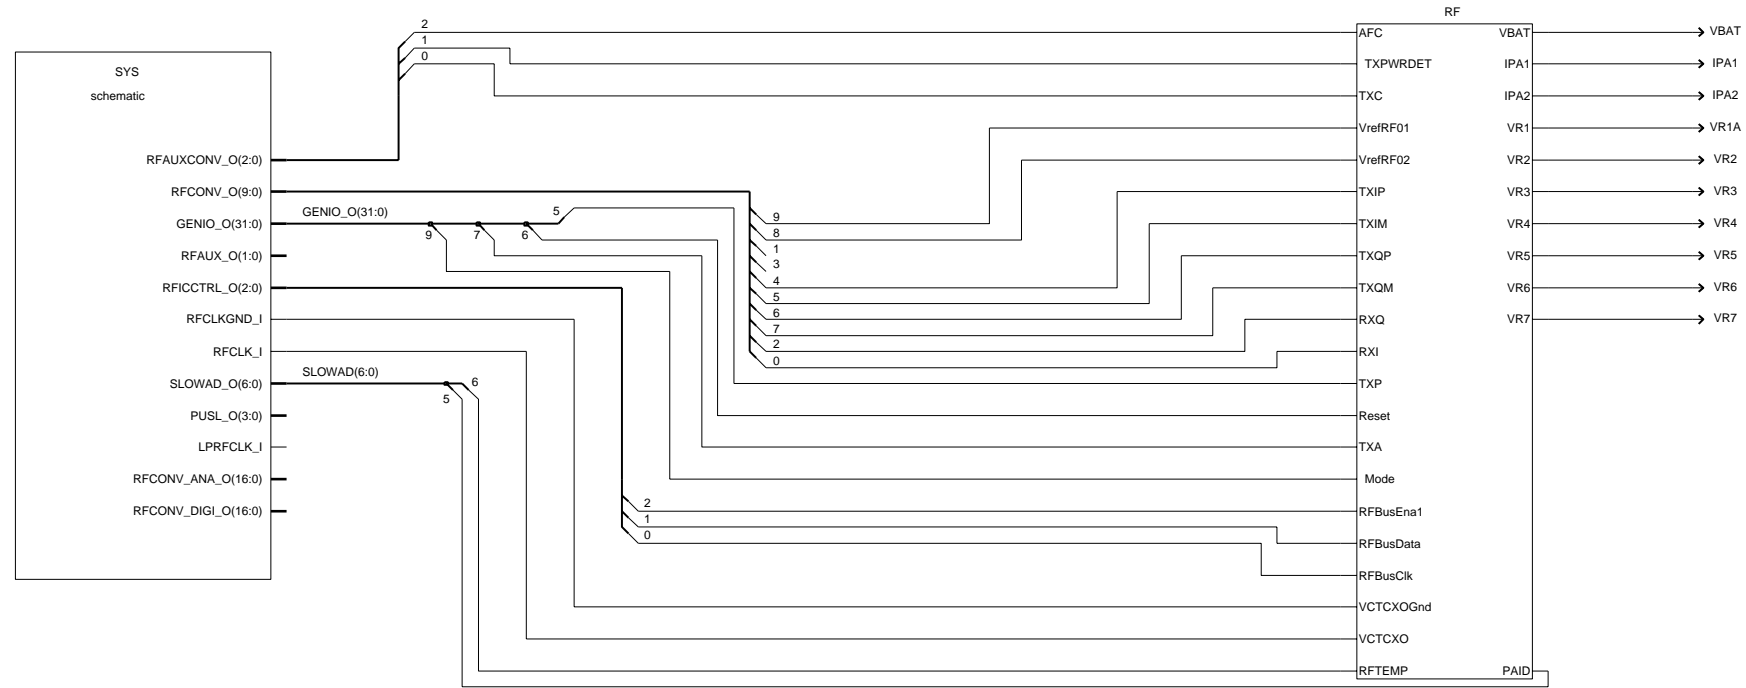 RF
2
AFC VBAT VBAT
1
0
TXPWRDET IPA1 IPA1
SYS
schematic
TXC IPA2 IPA2
VrefRF01 VR1 VR1A
RFAUXCONV_O(2:0) VrefRF02 VR2 VR2
RFCONV_O(9:0) TXIP VR3 VR3
GENIO_O(31:0) 5 9
GENIO_O(31:0) TXIM VR4 VR4
9 7 6 8
1
RFAUX_O(1:0) TXQP VR5 VR5
3
4
RFICCTRL_O(2:0) TXQM VR6 VR6
5
6
RFCLKGND_I RXQ VR7 VR7
7
2
RFCLK_I RXI
0
SLOWAD(6:0)
SLOWAD_O(6:0) 6 TXP
5
PUSL_O(3:0) Reset
LPRFCLK_I TXA
RFCONV_ANA_O(16:0) Mode
2
RFCONV_DIGI_O(16:0) RFBusEna1
1
0
RFBusData
RFBusClk
VCTCXOGnd
VCTCXO
RFTEMP PAID